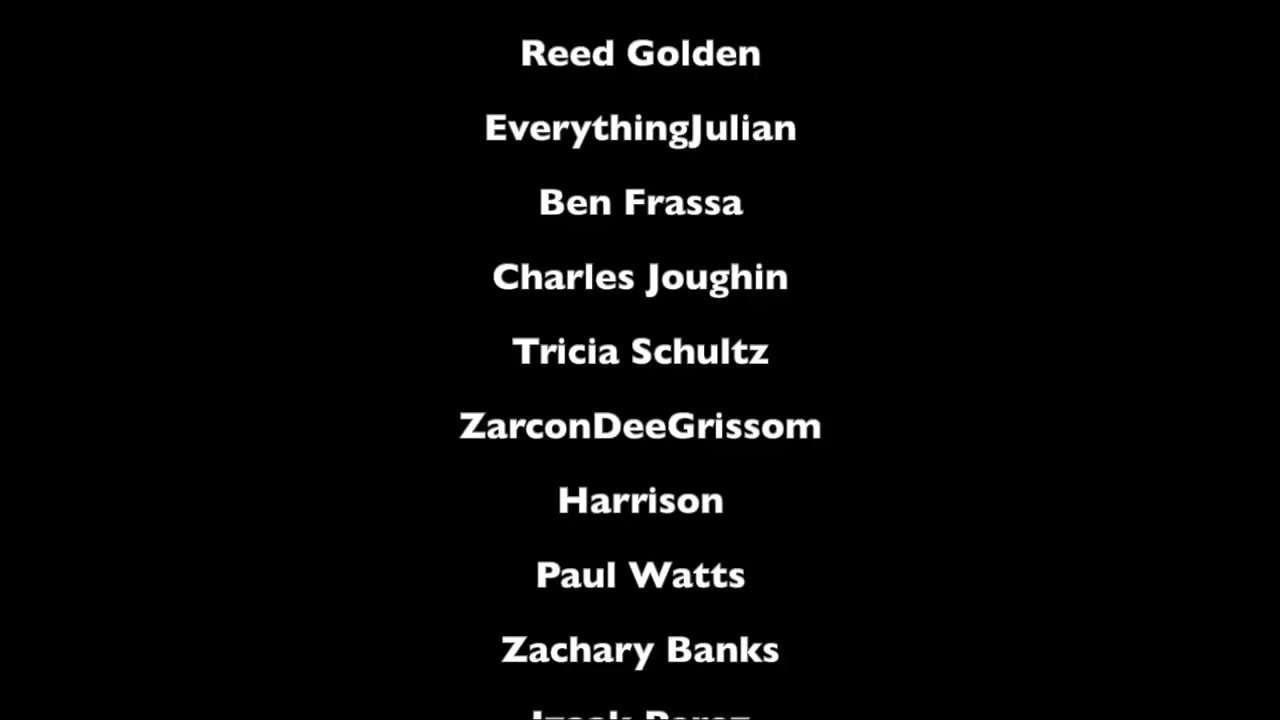 Reed Golden
EverythingJulian
Ben Frassa
Charles Joughin
Tricia Schultz
ZarconDeeGrissom
Harrison
Paul Watts
Zachary Banks